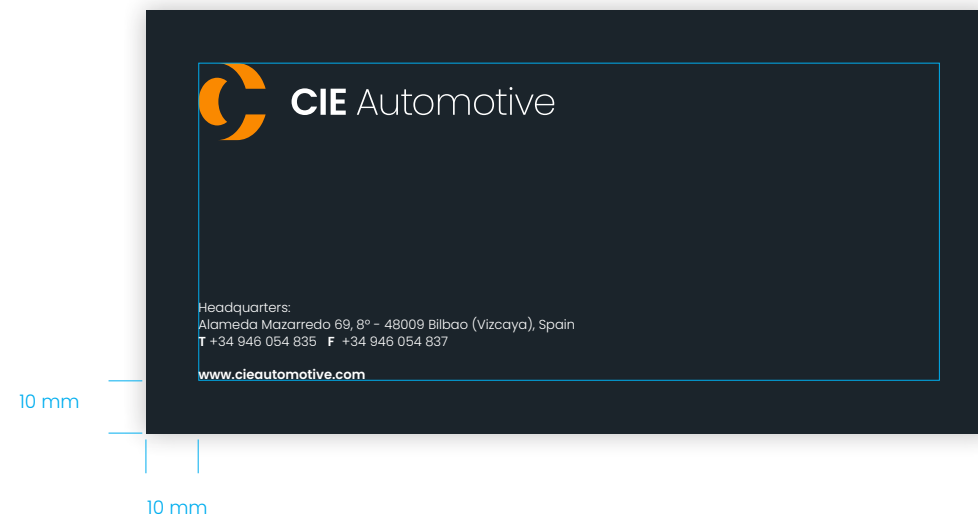 CIE Automotive
Headquarters:
Alameda Mazarredo 69, 8º - 48009 Bilbao (Vizcaya), Spain
T +34 946 054 835 F +34 946 054 837
www.cieautomotive.com
10 mm
10 mm